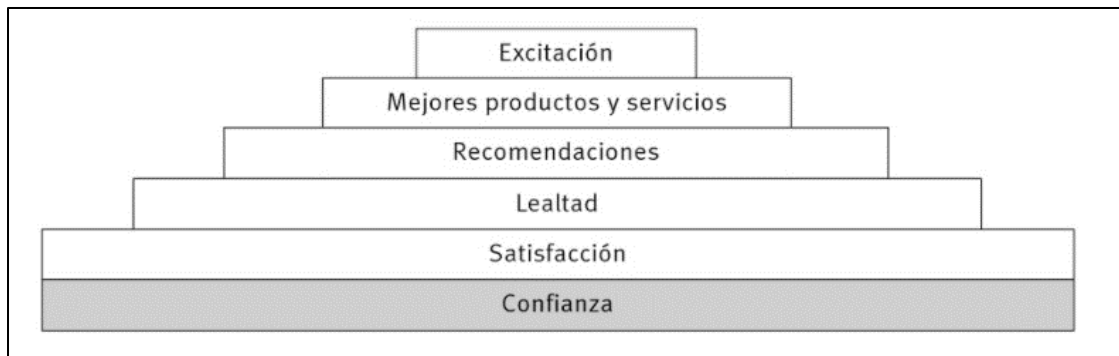 Excitación
Mejores productos y servicios
Recomendaciones
Lealtad
Satisfacción
Confianza